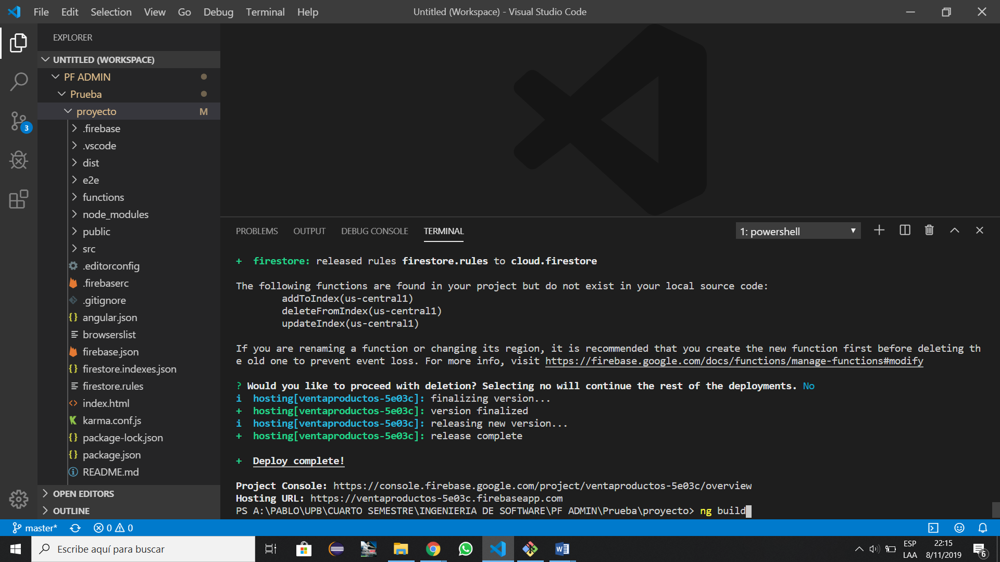 File Edit Selection View Go Debug Terminal Help
Untitled (Workspace) - Visual Studio Code
EXPLORER
UNTITLED (WORKSPACE)
PF ADMIN
Prueba
proyecto M
.firebase
.vscode
dist
e2e
functions
node_modules
public
src
.editorconfig
.firebaserc
.gitignore
angular.json
browserslist
firebase.json
firestore.indexes.json
firestore.rules
index.html
karma.conf.js
package-lock.json
package.json
README.md
OPEN EDITORS
OUTLINE
3
PROBLEMS OUTPUT DEBUG CONSOLE TERMINAL
1: powershell
+ firestore: released rules firestore.rules to cloud.firestore
The following functions are found in your project but do not exist in your local source code:
addToIndex(us-central1)
deleteFromIndex(us-central1)
updateIndex(us-central1)
If you are renaming a function or changing its region, it is recommended that you create the new function first before deleting th
e old one to prevent event loss. For more info, visit https://firebase.google.com/docs/functions/manage-functions#modify
? Would you like to proceed with deletion? Selecting no will continue the rest of the deployments. No
i hosting[ventaproductos-5e03c]: finalizing version...
+ hosting[ventaproductos-5e03c]: version finalized
i hosting[ventaproductos-5e03c]: releasing new version...
+ hosting[ventaproductos-5e03c]: release complete
+ Deploy complete!
Project Console: https://console.firebase.google.com/project/ventaproductos-5e03c/overview
Hosting URL: https://ventaproductos-5e03c.firebaseapp.com
PS A:\PABLO\UPB\CUARTO SEMESTRE\INGENIERIA DE SOFTWARE\PF ADMIN\Prueba\proyecto> ng build
master* 0 0
Escribe aquí para buscar
ESP
LAA
22:15
8/11/2019
6